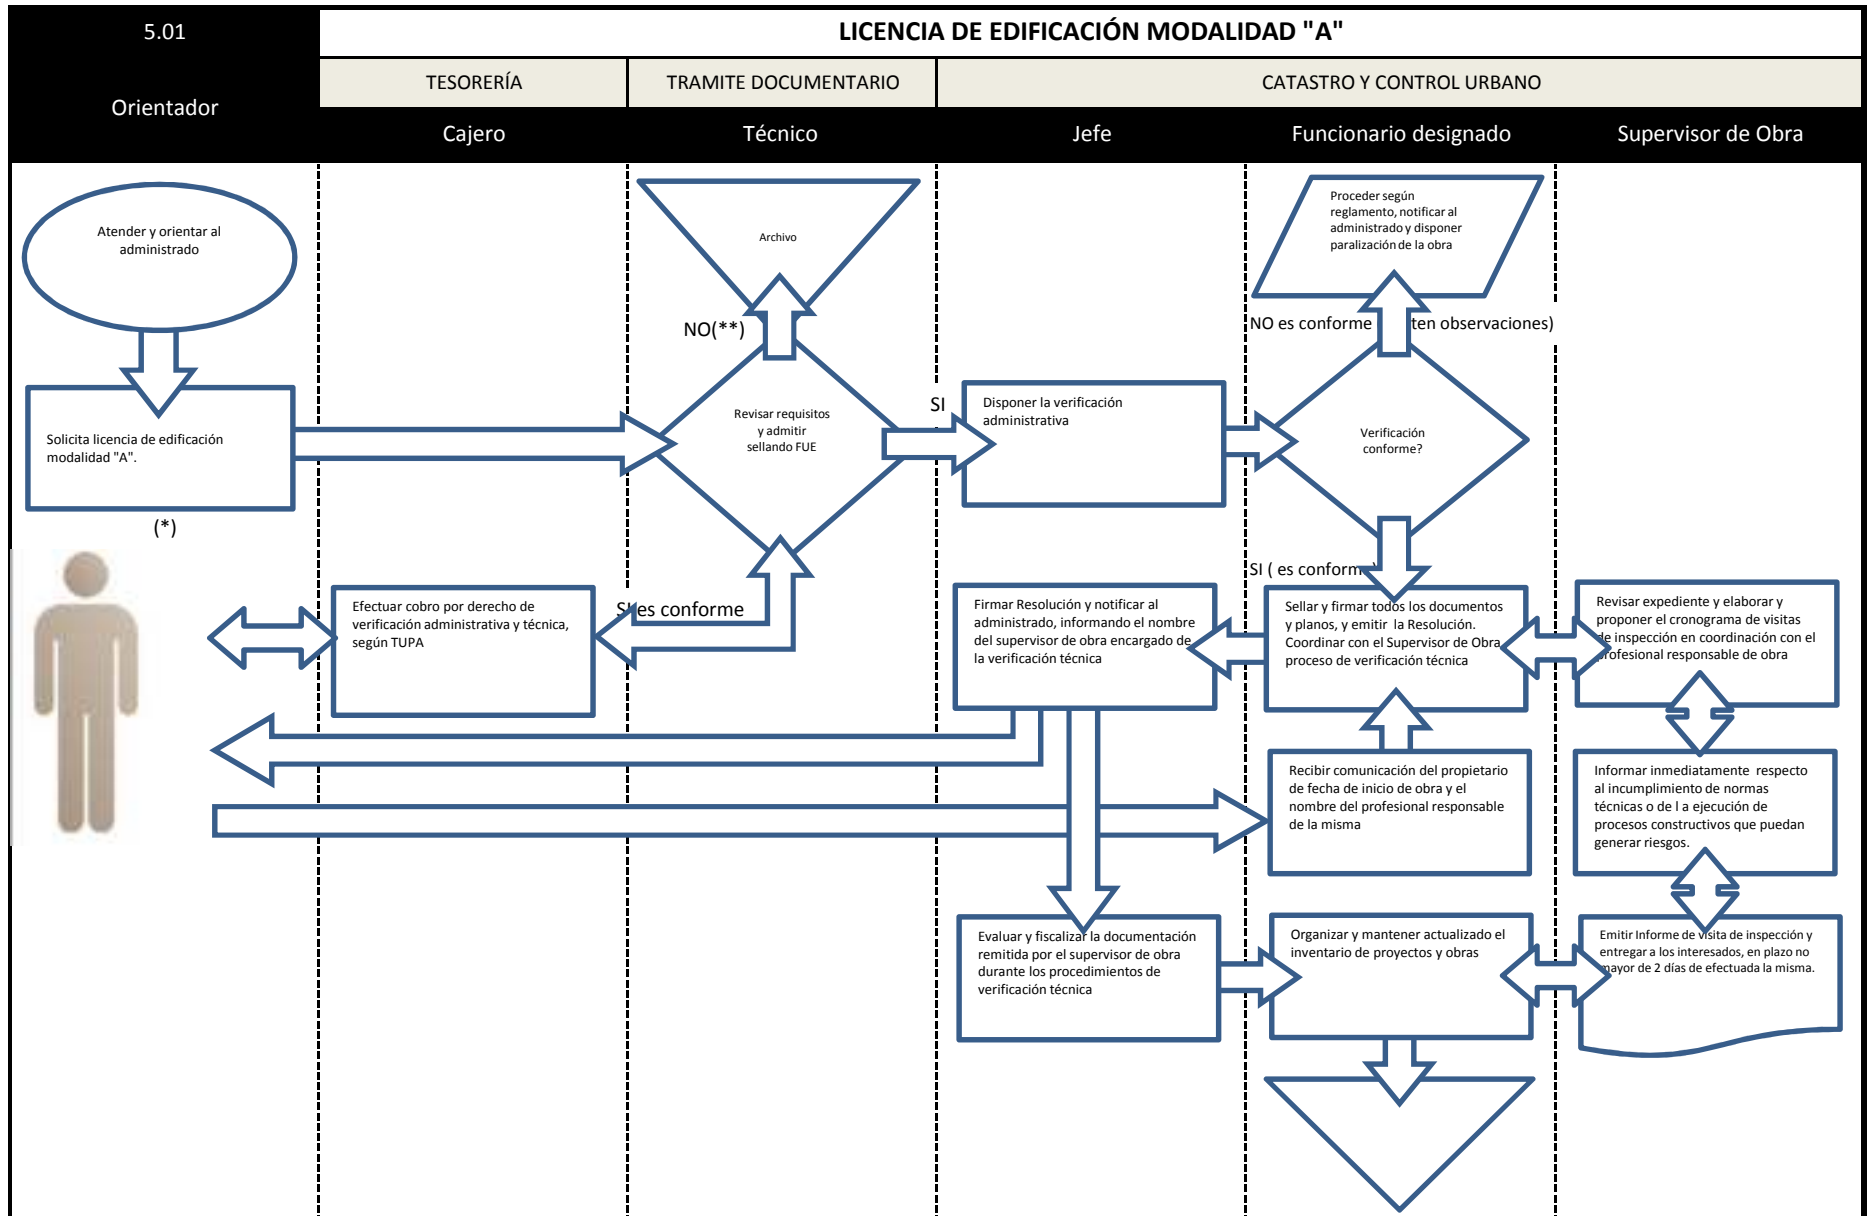 5.01
LICENCIA DE EDIFICACIÓN MODALIDAD "A"
Orientador
TESORERÍA
TRAMITE DOCUMENTARIO
CATASTRO Y CONTROL URBANO
Cajero
Técnico
Jefe
Funcionario designado
Supervisor de Obra
Atender y orientar al
administrado
Archivo
Proceder según
reglamento, notificar al
administrado y disponer
paralización de la obra
NO(**)
NO es conforme
ten observaciones)
Solicita licencia de edificación
modalidad "A".
Revisar requisitos
y admitir
sellando FUE
SI
Disponer la verificación
administrativa
Verificación
conforme?
(*)
Efectuar cobro por derecho de
verificación administrativa y técnica,
según TUPA
SI es conforme
Firmar Resolución y notificar al
administrado, informando el nombre
del supervisor de obra encargado de
la verificación técnica
SI ( es conforme )
Sellar y firmar todos los documentos
y planos, y emitir la Resolución.
Coordinar con el Supervisor de Obra
proceso de verificación técnica
Revisar expediente y elaborar y
proponer el cronograma de visitas
de inspección en coordinación con el
profesional responsable de obra
Recibir comunicación del propietario
de fecha de inicio de obra y el
nombre del profesional responsable
de la misma
Informar inmediatamente respecto
al incumplimiento de normas
técnicas o de l a ejecución de
procesos constructivos que puedan
generar riesgos.
Evaluar y fiscalizar la documentación
remitida por el supervisor de obra
durante los procedimientos de
verificación técnica
Organizar y mantener actualizado el
inventario de proyectos y obras
Emitir Informe de visita de inspección y
entregar a los interesados, en plazo no
mayor de 2 días de efectuada la misma.